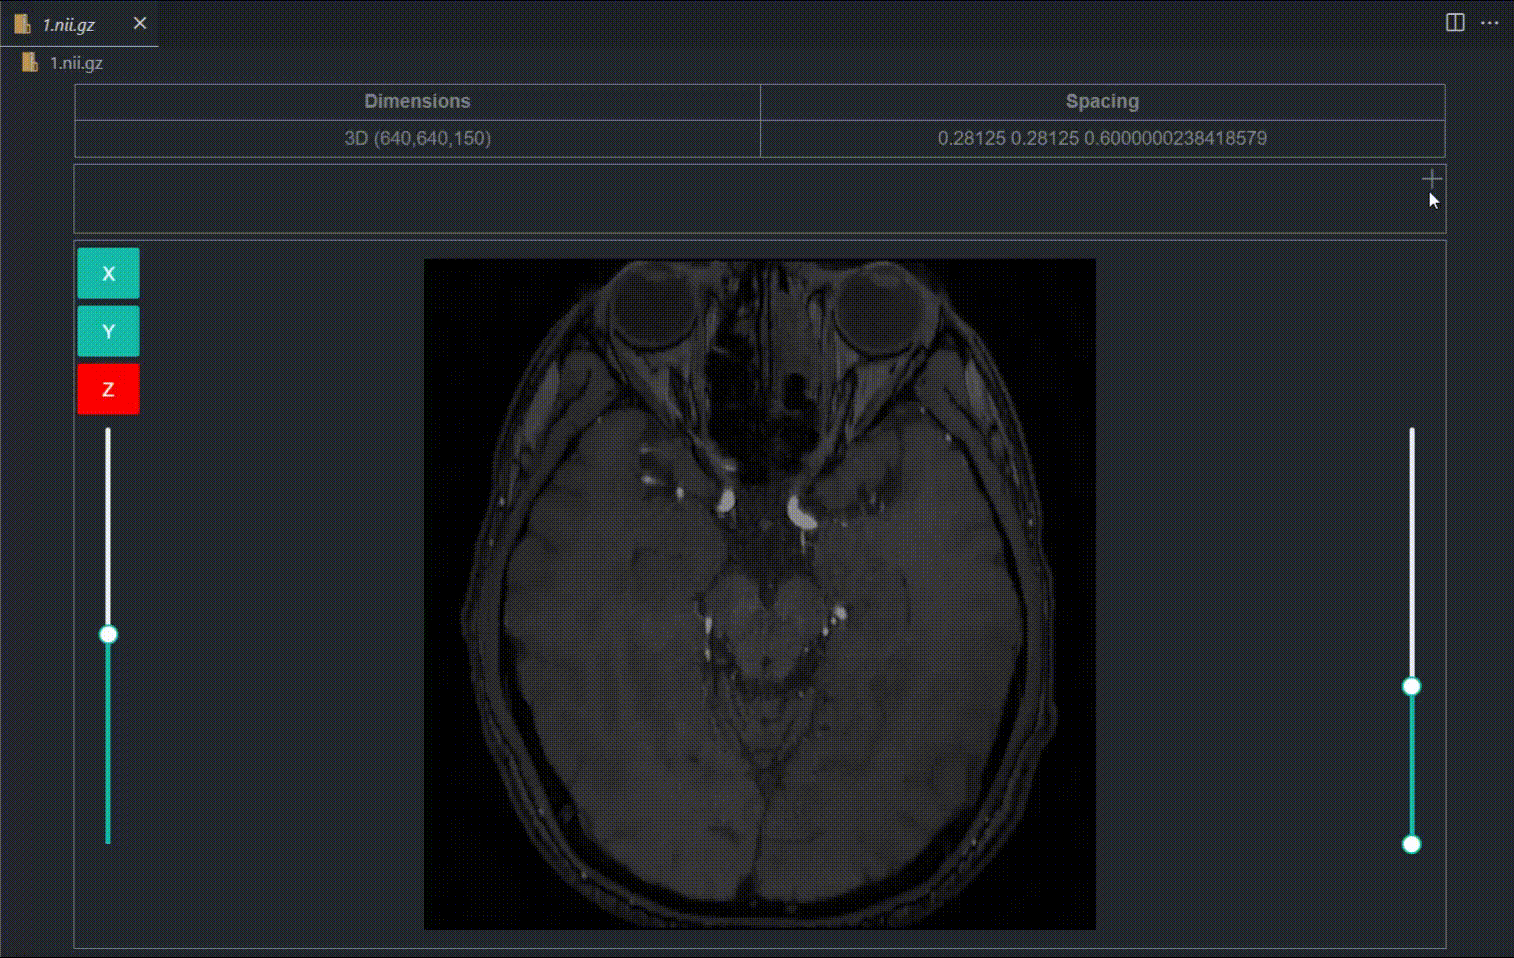 1.nii.gz
1.nii.gz
Dimensions Spacing
3D (640,640,150) 0.28125 0.28125 0.6000000238418579
X
Y
Z